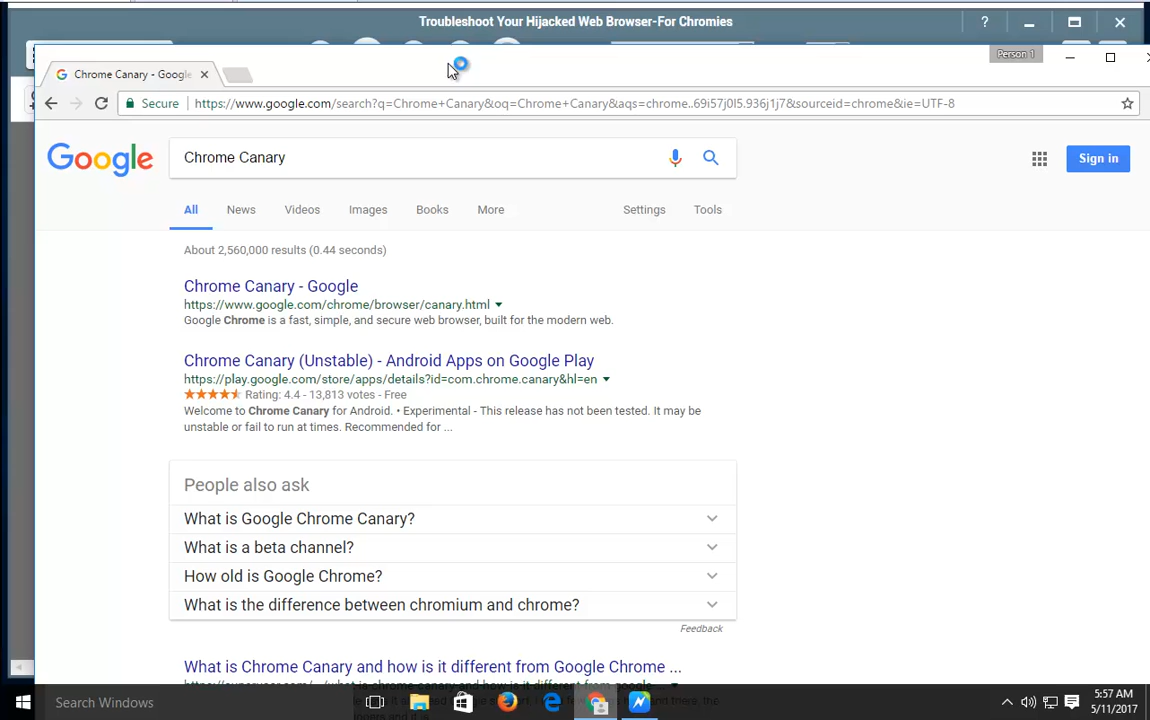 Troubleshoot Your Hijacked Web Browser-For Chromies
Person 1
Chrome Canary - Google
Secure https://www.google.com/search?q=Chrome+Canary&oq=Chrome+Canary&aqs=chrome..69i57j0l5.936j1j7&sourceid=chrome&ie=UTF-8
Google Chrome Canary
Sign in
All News Videos Images Books More Settings Tools
About 2,560,000 results (0.44 seconds)
Chrome Canary - Google
https://www.google.com/chrome/browser/canary.html
Google Chrome is a fast, simple, and secure web browser, built for the modern web.
Chrome Canary (Unstable) - Android Apps on Google Play
https://play.google.com/store/apps/details?id=com.chrome.canary&hl=en
Rating: 4.4 - 13,813 votes - Free
Welcome to Chrome Canary for Android. • Experimental - This release has not been tested. It may be
unstable or fail to run at times. Recommended for ...
People also ask
What is Google Chrome Canary?
What is a beta channel?
How old is Google Chrome?
What is the difference between chromium and chrome?
Feedback
What is Chrome Canary and how is it different from Google Chrome ...
Search Windows
5:57 AM
5/11/2017